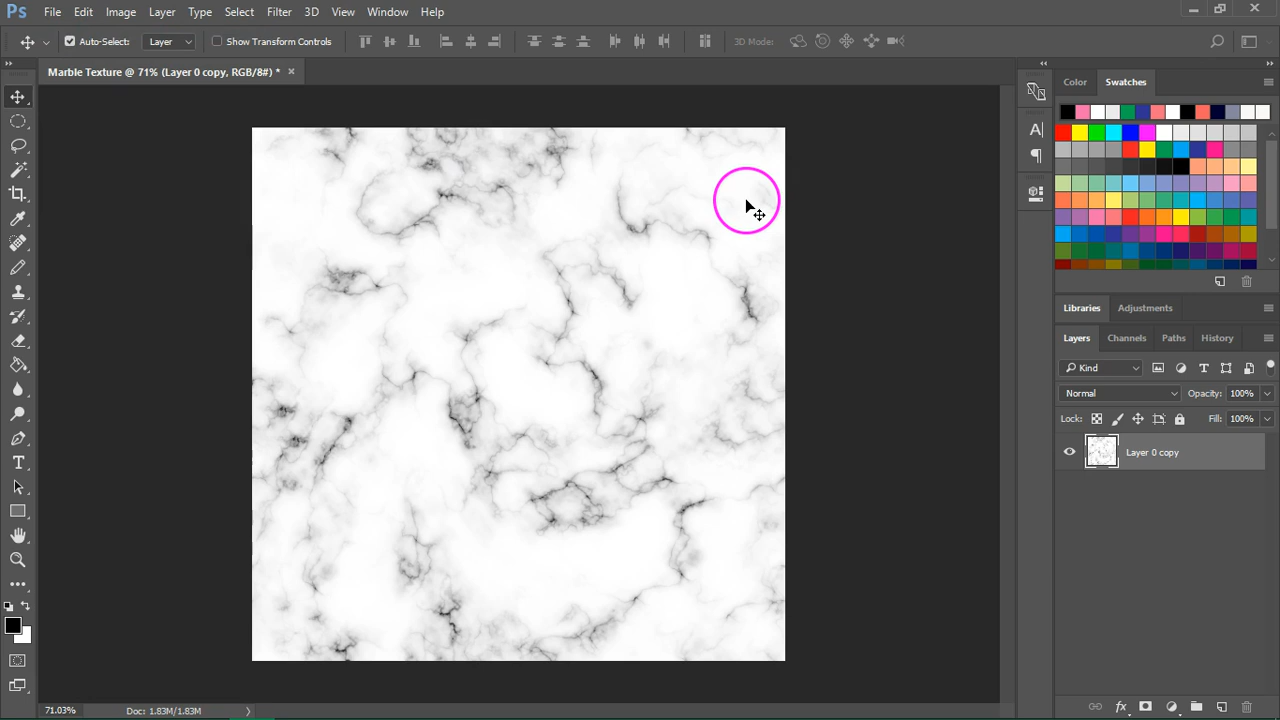 Ps File Edit Image Layer Type Select Filter 3D View Window Help
Auto-Select: Layer Show Transform Controls 3D Mode:
Marble Texture @ 71% (Layer 0 copy, RGB/8#) * ×
Color Swatches
Libraries Adjustments
Layers Channels Paths History
Kind
Normal Opacity: 100%
Lock: Fill: 100%
Layer 0 copy
71.03% Doc: 1.83M/1.83M